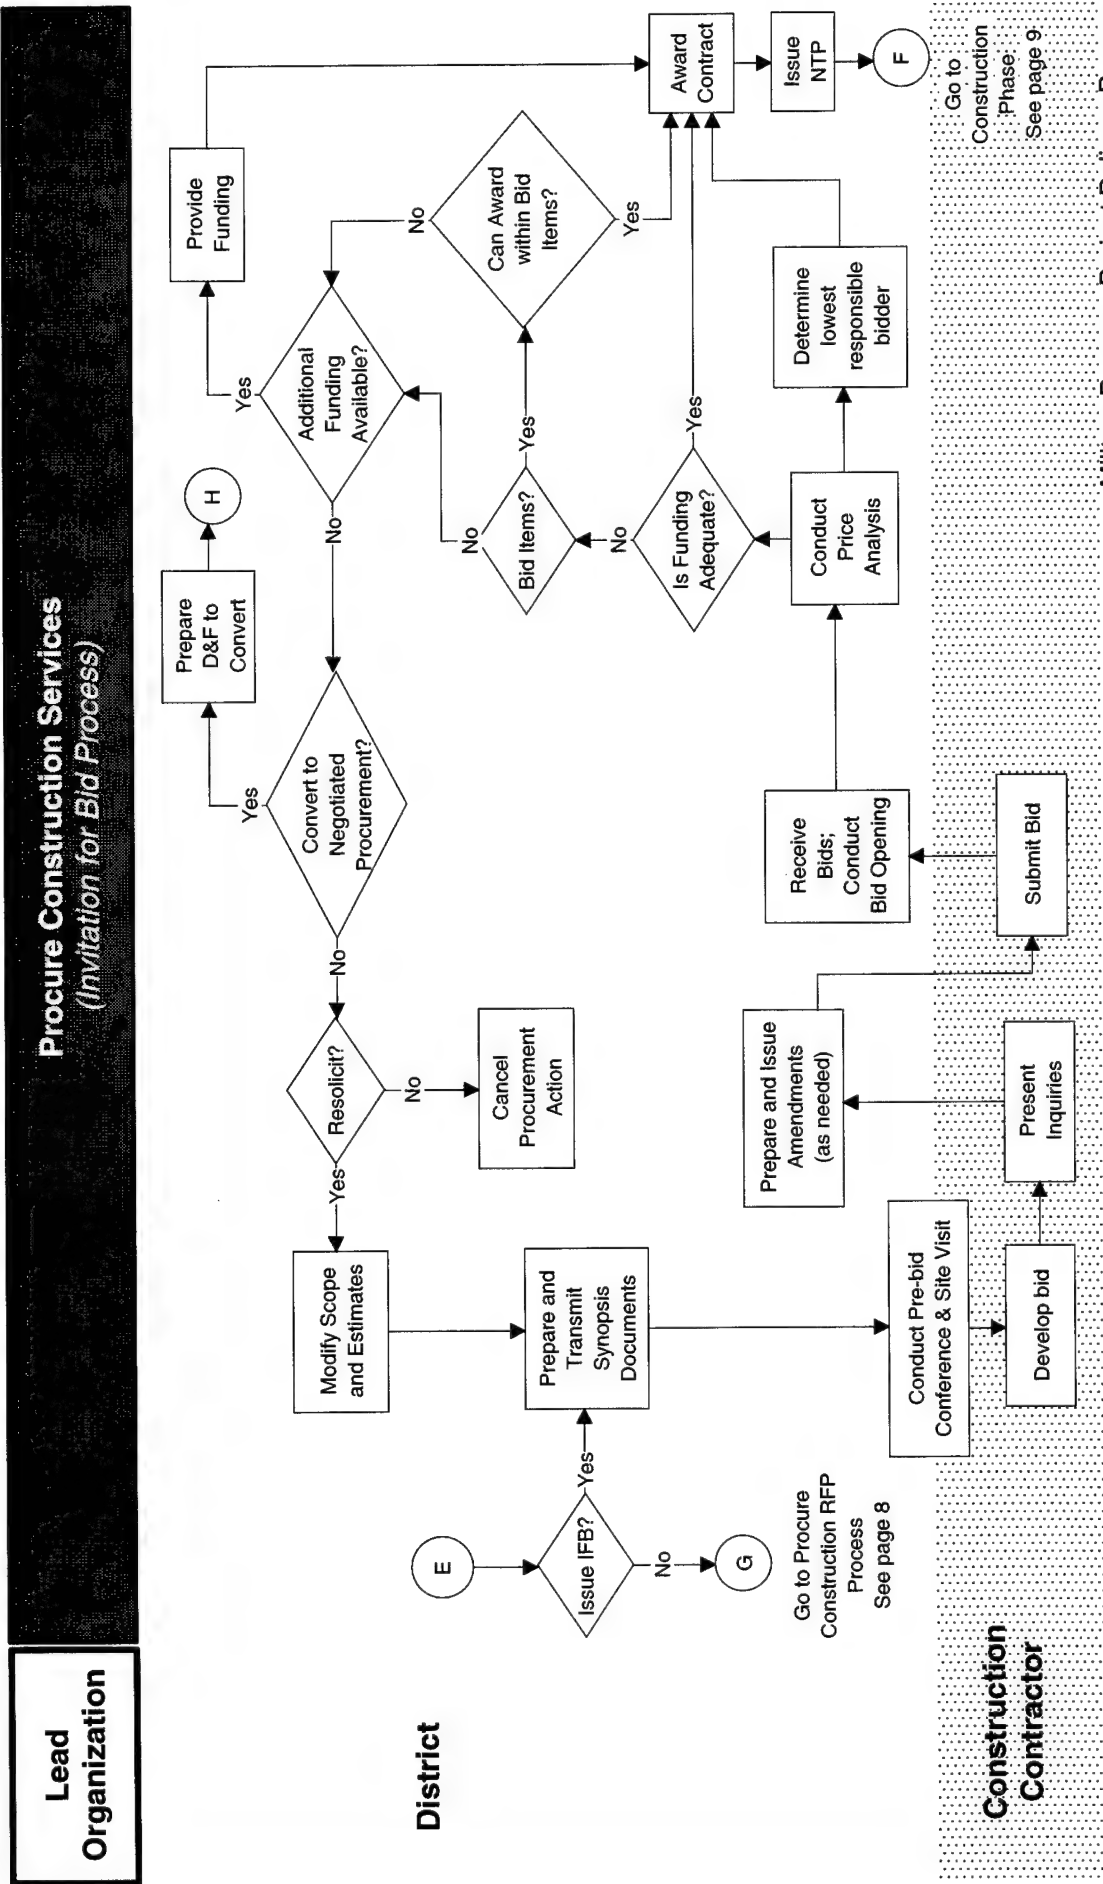 Procure Construction Services
(Invitation for Bid Process)
Lead
Organization
District
Construction
Contractor
E
Issue IFB?
Yes
No
G
Go to Procure
Construction RFP
Process
See page 8
Modify Scope
and Estimates
Prepare and
Transmit
Synopsis
Documents
Conduct Pre-bid
Conference & Site Visit
Develop bid
Present
Inquiries
Prepare and Issue
Amendments
(as needed)
Submit Bid
Receive
Bids;
Conduct
Bid Opening
Yes
Resolicit?
No
Cancel
Procurement
Action
No
Convert to
Negotiated
Procurement?
Yes
Prepare
D&F to
Convert
H
No
Additional
Funding
Available?
Yes
Provide
Funding
No
Bid Items?
Yes
No
Is Funding
Adequate?
Yes
Conduct
Price
Analysis
Determine
lowest
responsible
bidder
No
Can Award
within Bid
Items?
Yes
Award
Contract
Issue
NTP
F
Go to
Construction
Phase
See page 9